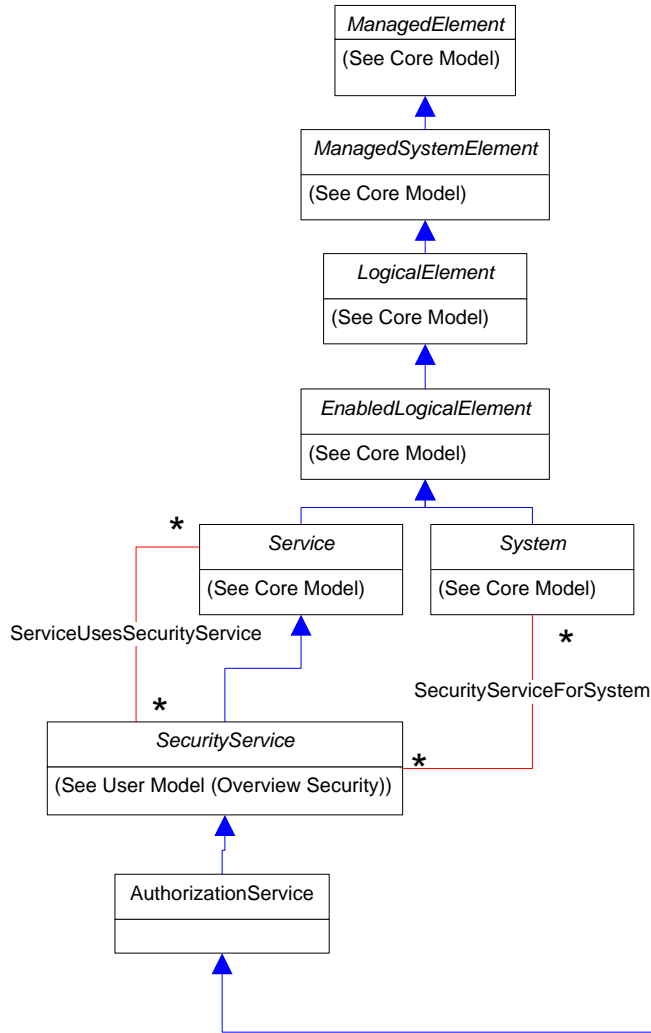 ManagedElement
(See Core Model)
ManagedSystemElement
(See Core Model)
LogicalElement
(See Core Model)
EnabledLogicalElement
(See Core Model)
*
Service
(See Core Model)
System
(See Core Model)
ServiceUsesSecurityService
*
SecurityServiceForSystem
*
SecurityService
*
(See User Model (Overview Security))
AuthorizationService